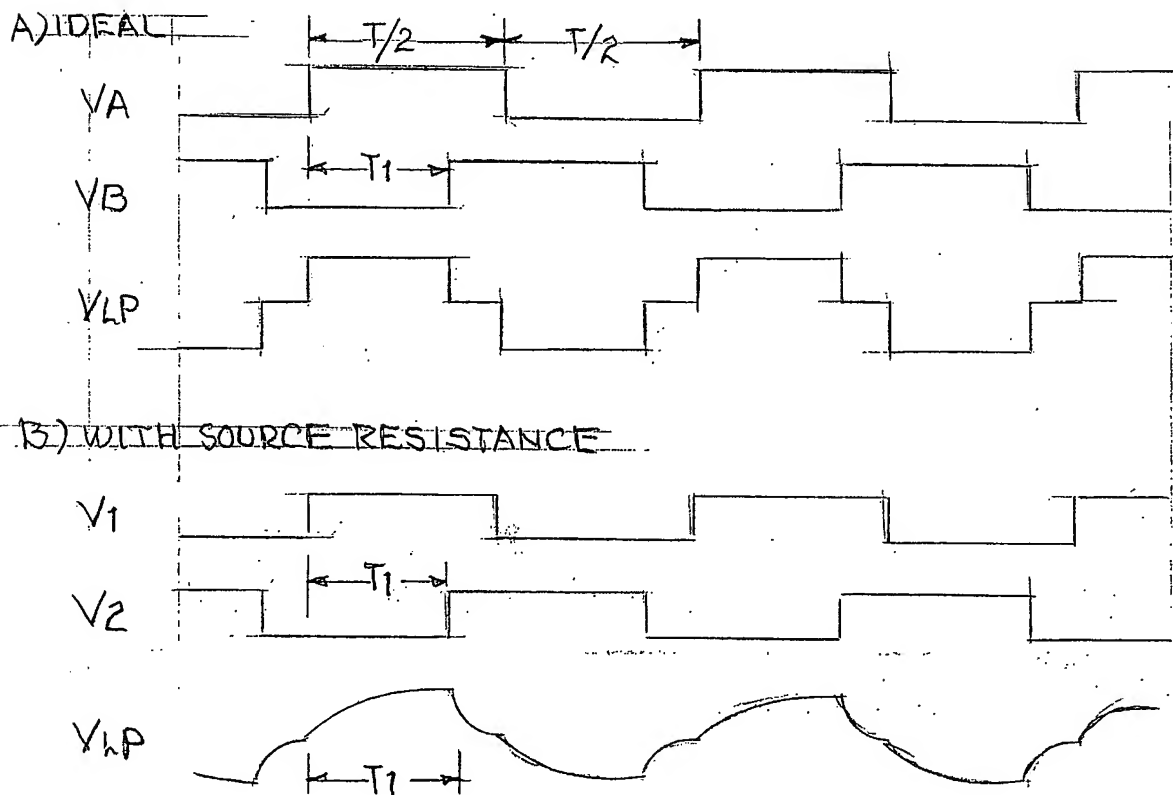 A) IDEAL
T/2 T/2
VA
T1
VB
VLP
B) WITH SOURCE RESISTANCE
V1
T1
V2
VLP
T1